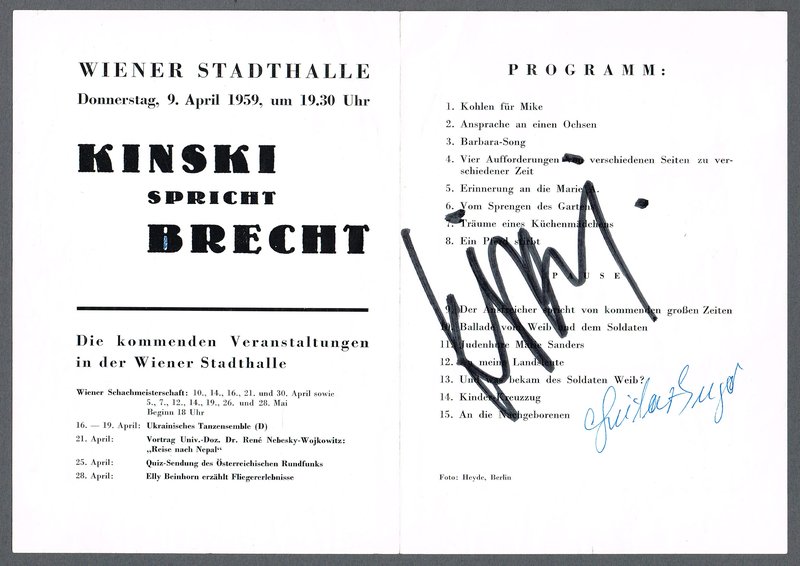 WIENER STADTHALLE
Donnerstag, 9. April 1959, um 19.30 Uhr
KINSKI
SPRICHT
BRECHT
Die kommenden Veranstaltungen
in der Wiener Stadthalle
Wiener Schachmeisterschaft: 10., 14., 16., 21. und 30. April sowie
5., 7., 12., 14., 19., 26. und 28. Mai
Beginn 18 Uhr
16. — 19. April: Ukrainisches Tanzensemble (D)
21. April: Vortrag Univ.-Doz. Dr. René Nebesky-Wojkowitz:
„Reise nach Nepal“
25. April: Quiz-Sendung des Österreichischen Rundfunks
28. April: Elly Beinhorn erzählt Fliegererlebnisse
PROGRAMM:
1. Kohlen für Mike
2. Ansprache an einen Ochsen
3. Barbara-Song
4. Vier Aufforderungen verschiedenen Seiten zu ver-
schiedener Zeit
5. Erinnerung an die Marie A.
6. Vom Sprengen des Gartens
7. Träume eines Küchenmädchens
8. Ein Pferd stirbt
PAUSE
9. Der Anstreicher spricht von kommenden großen Zeiten
10. Ballade vom Weib und dem Soldaten
11. Judenhure Marie Sanders
12. An meine Landsleute
13. Und was bekam des Soldaten Weib?
14. Kinderkreuzzug
15. An die Nachgeborenen
Kinski
Foto: Heyde, Berlin